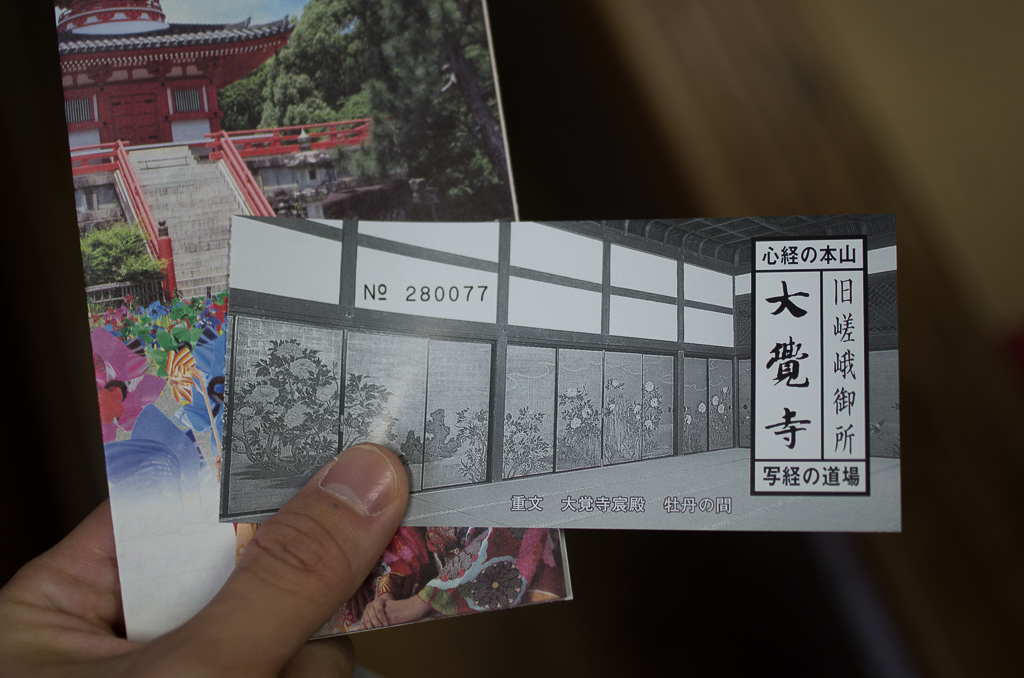 № 280077
心経の本山
旧嵯峨御所
大覺寺
写経の道場
重文 大覚寺宸殿 牡丹の間